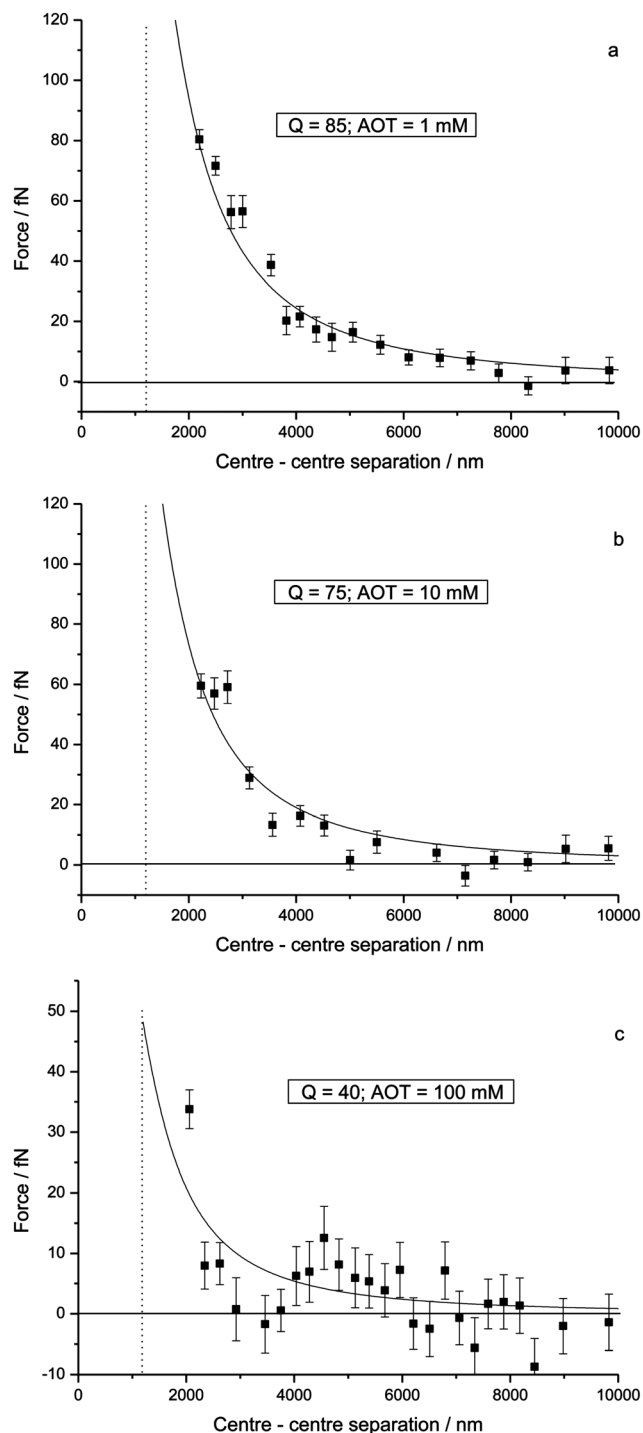 120
a
100
Q = 85; AOT = 1 mM
80
60
40
20
0
Force / fN
0 2000 4000 6000 8000 10000
Centre - centre separation / nm
120
b
100
Q = 75; AOT = 10 mM
80
60
40
20
0
Force / fN
0 2000 4000 6000 8000 10000
Centre - centre separation / nm
50
c
40
Q = 40; AOT = 100 mM
30
20
10
0
-10
Force / fN
0 2000 4000 6000 8000 10000
Centre - centre separation / nm